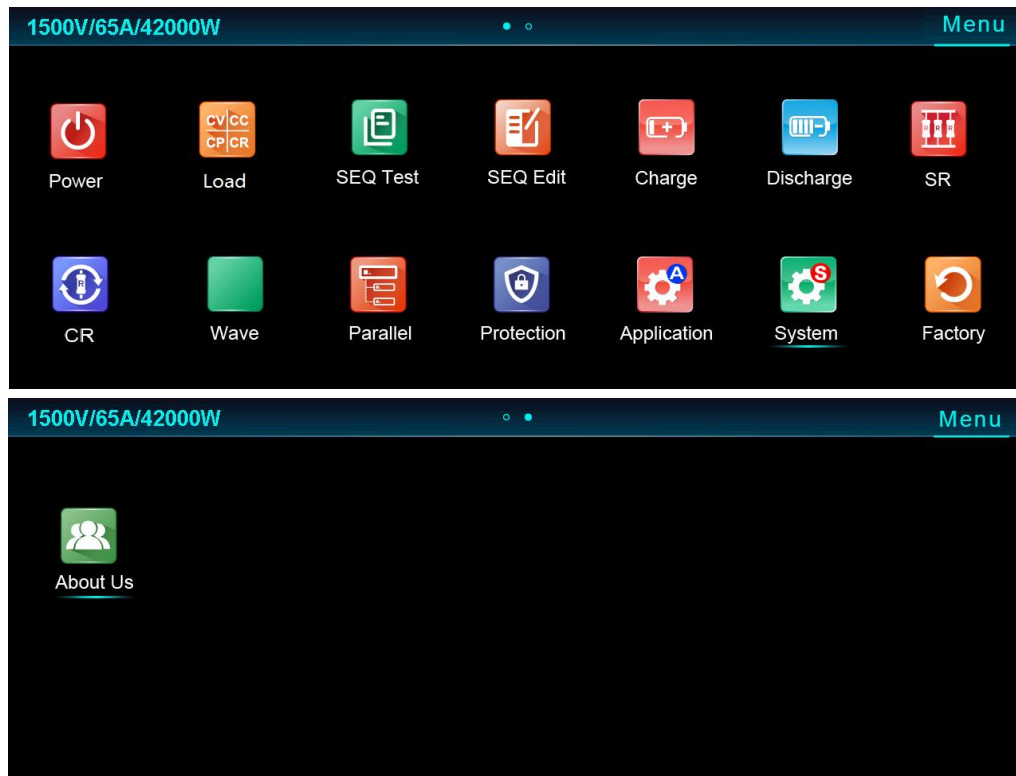 1500V/65A/42000W Menu
CV CC
CP CR
R R R
Power Load SEQ Test SEQ Edit Charge Discharge SR
R A S
CR Wave Parallel Protection Application System Factory
1500V/65A/42000W Menu
About Us